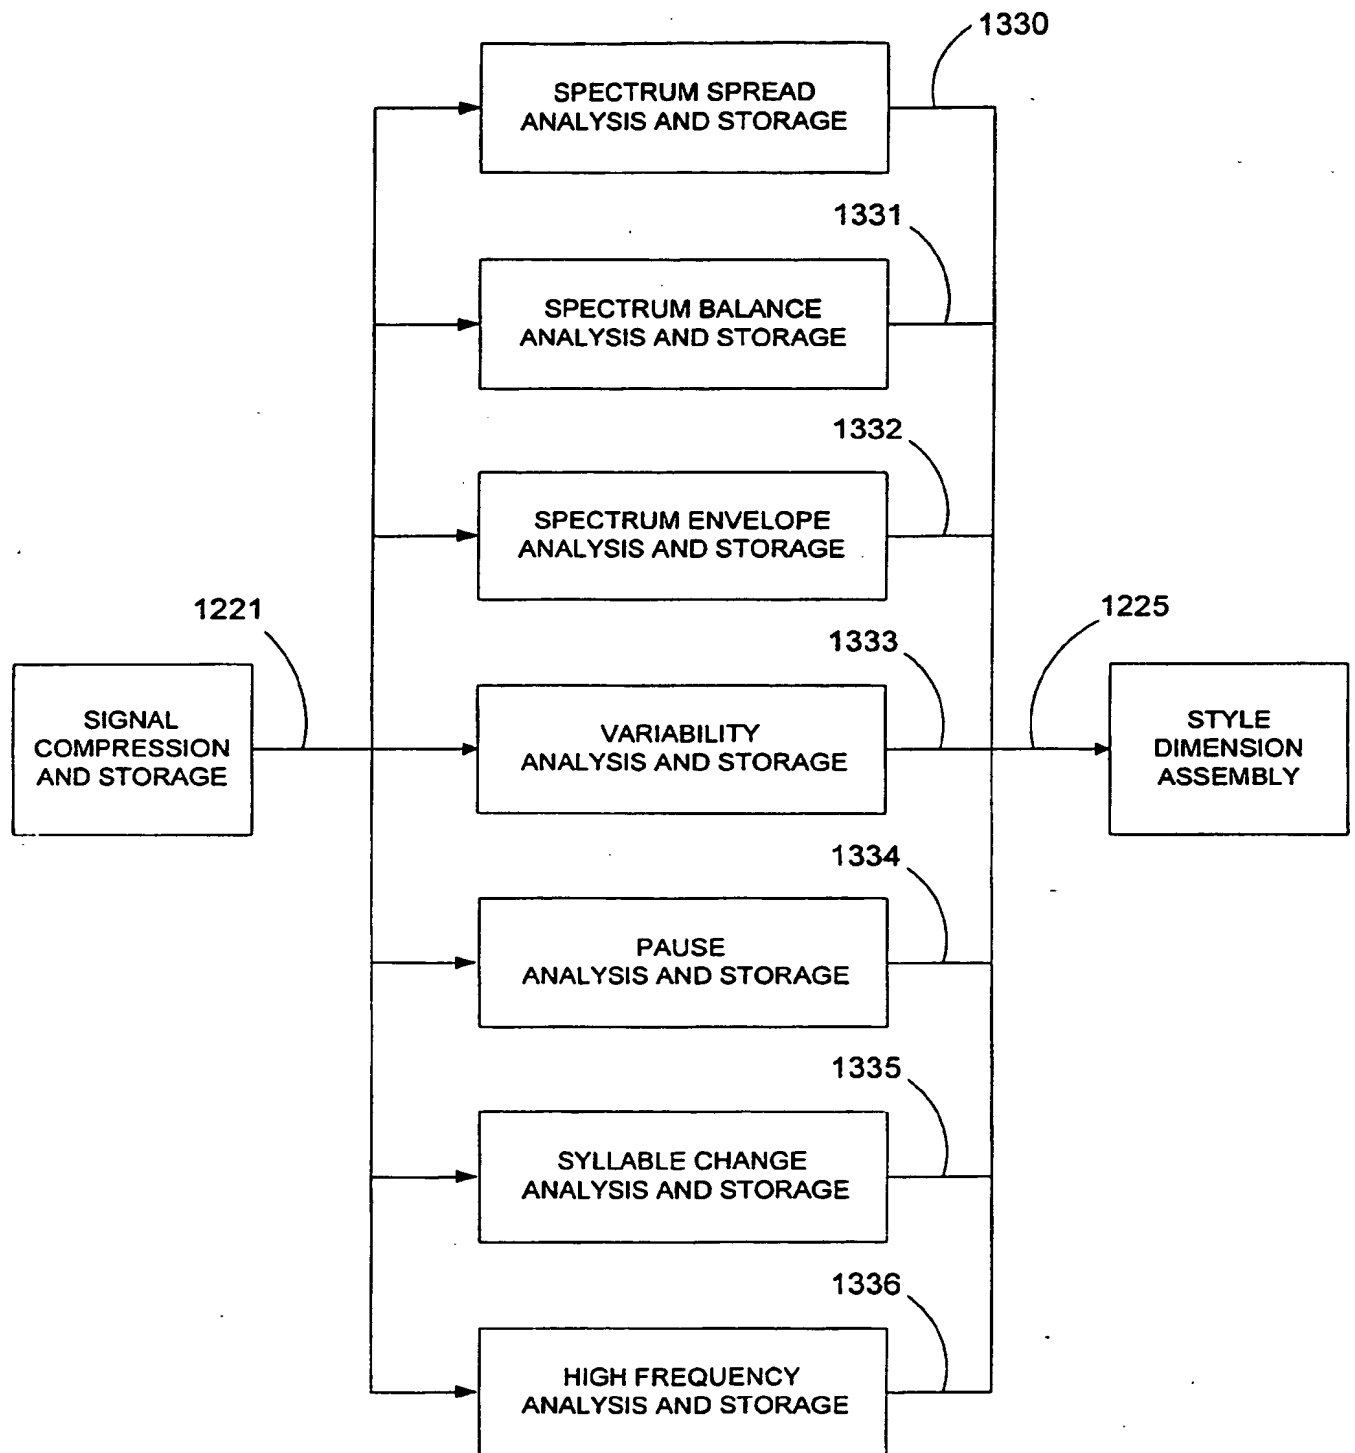 1330
SPECTRUM SPREAD
ANALYSIS AND STORAGE
1331
SPECTRUM BALANCE
ANALYSIS AND STORAGE
1332
SPECTRUM ENVELOPE
ANALYSIS AND STORAGE
1221
1333
1225
SIGNAL
COMPRESSION
AND STORAGE
VARIABILITY
ANALYSIS AND STORAGE
STYLE
DIMENSION
ASSEMBLY
1334
PAUSE
ANALYSIS AND STORAGE
1335
SYLLABLE CHANGE
ANALYSIS AND STORAGE
1336
HIGH FREQUENCY
ANALYSIS AND STORAGE